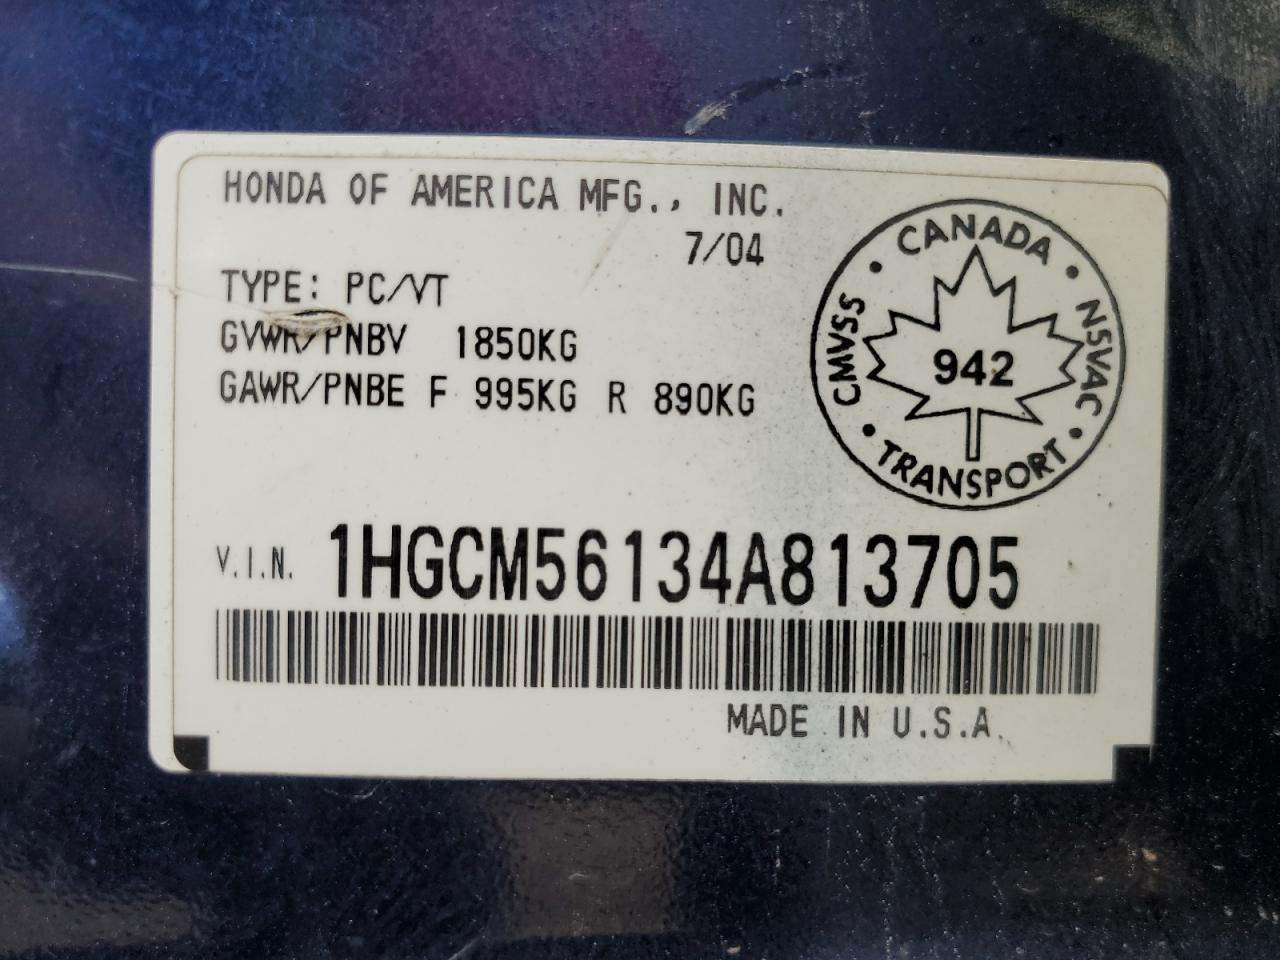 HONDA OF AMERICA MFG., INC.
7/04
TYPE: PC/VT
GVWR/PNBV 1850KG
GAWR/PNBE F 995KG R 890KG
CANADA
CMVSS
942
NSVAC
TRANSPORT
V.I.N. 1HGCM56134A813705
MADE IN U.S.A.